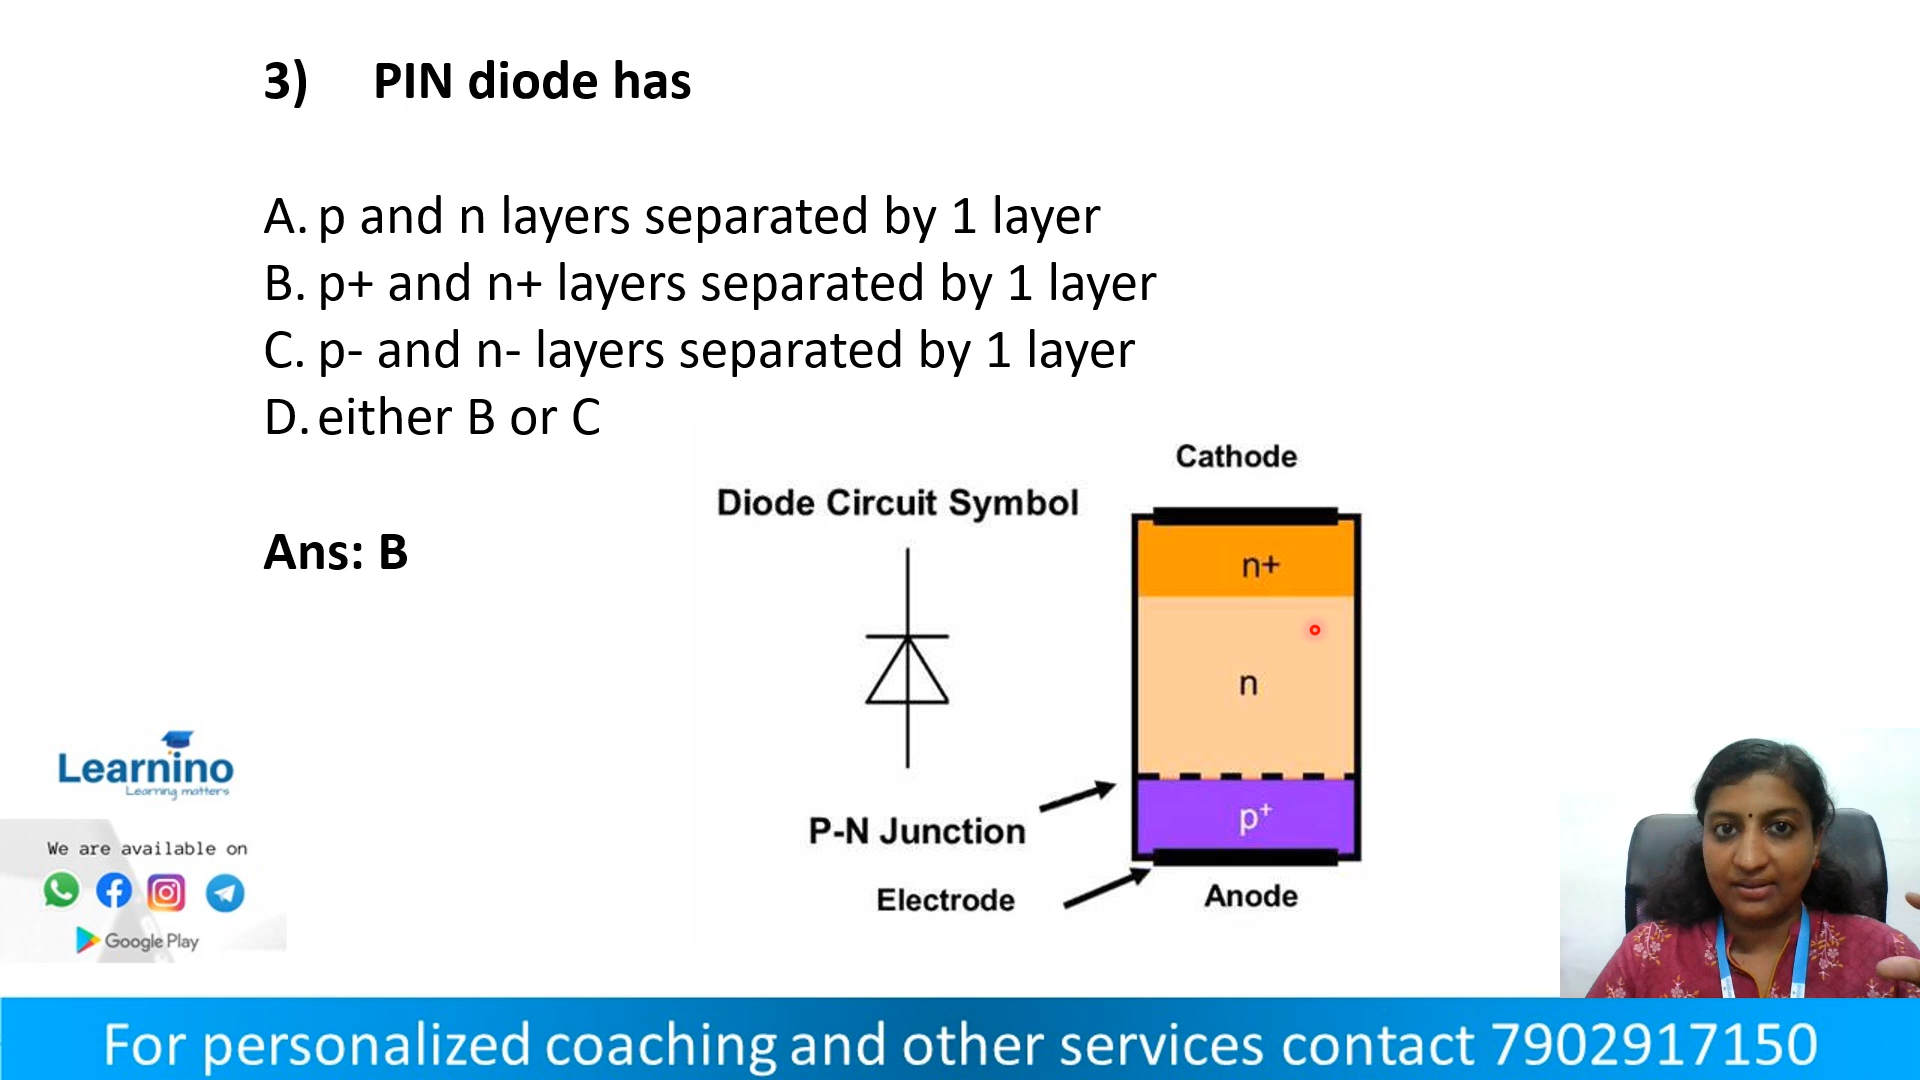 3) PIN diode has
A. p and n layers separated by 1 layer
B. p+ and n+ layers separated by 1 layer
C. p- and n- layers separated by 1 layer
D. either B or C
Ans: B
Diode Circuit Symbol
Cathode
n+
n
p+
P-N Junction
Electrode
Anode
Learnino
Learning matters
We are available on
Google Play
For personalized coaching and other services contact 7902917150